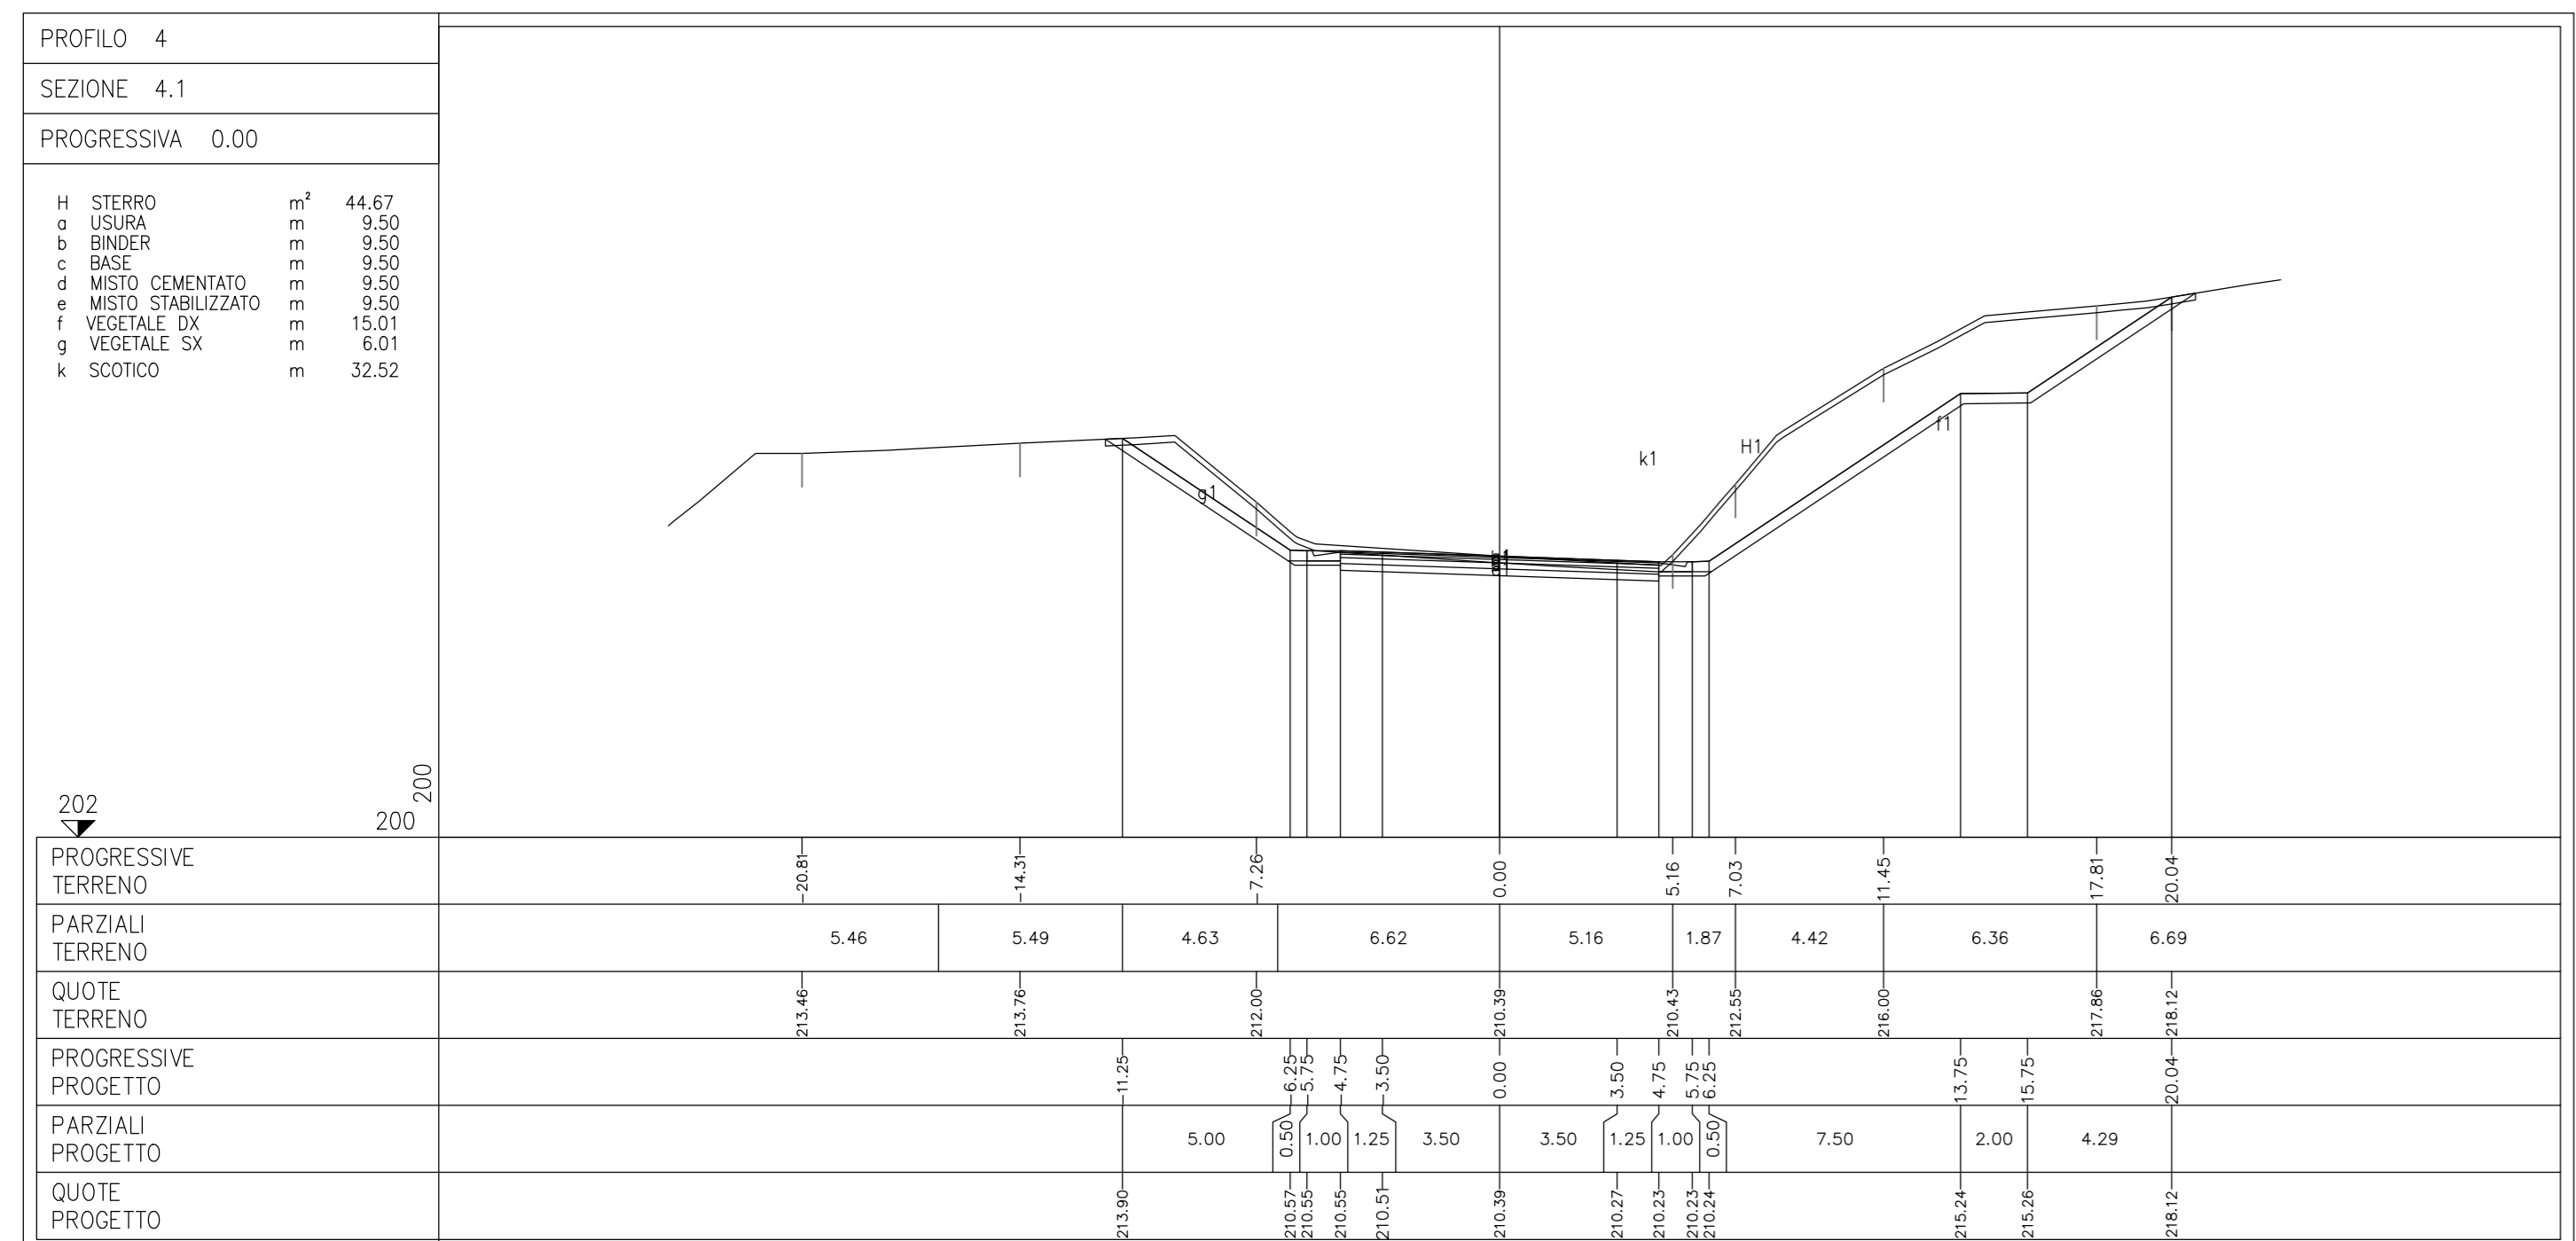 PROFILO 4
SEZIONE 4.1
PROGRESSIVA 0.00
H STERRO m² 44.67
a USURA m 9.50
b BINDER m 9.50
c BASE m 9.50
d MISTO CEMENTATO m 9.50
e MISTO STABILIZZATO m 9.50
f VEGETALE DX m 15.01
g VEGETALE SX m 6.01
k SCOTICO m 32.52
g1
k1
H1
f1
202
200
200
PROGRESSIVE
TERRENO
-20.81 -14.31 -7.26 0.00 5.16 7.03 11.45 17.81 20.04
PARZIALI
TERRENO
5.46 5.49 4.63 6.62 5.16 1.87 4.42 6.36 6.69
QUOTE
TERRENO
213.46 213.76 212.00 210.39 210.43 212.55 216.00 217.86 218.12
PROGRESSIVE
PROGETTO
-11.25 -6.25 -5.75 -4.75 -3.50 0.00 3.50 4.75 5.75 6.25 13.75 15.75 20.04
PARZIALI
PROGETTO
5.00 0.50 1.00 1.25 3.50 3.50 1.25 1.00 0.50 7.50 2.00 4.29
QUOTE
PROGETTO
213.90 210.57 210.55 210.55 210.51 210.39 210.27 210.23 210.23 210.24 215.24 215.26 218.12